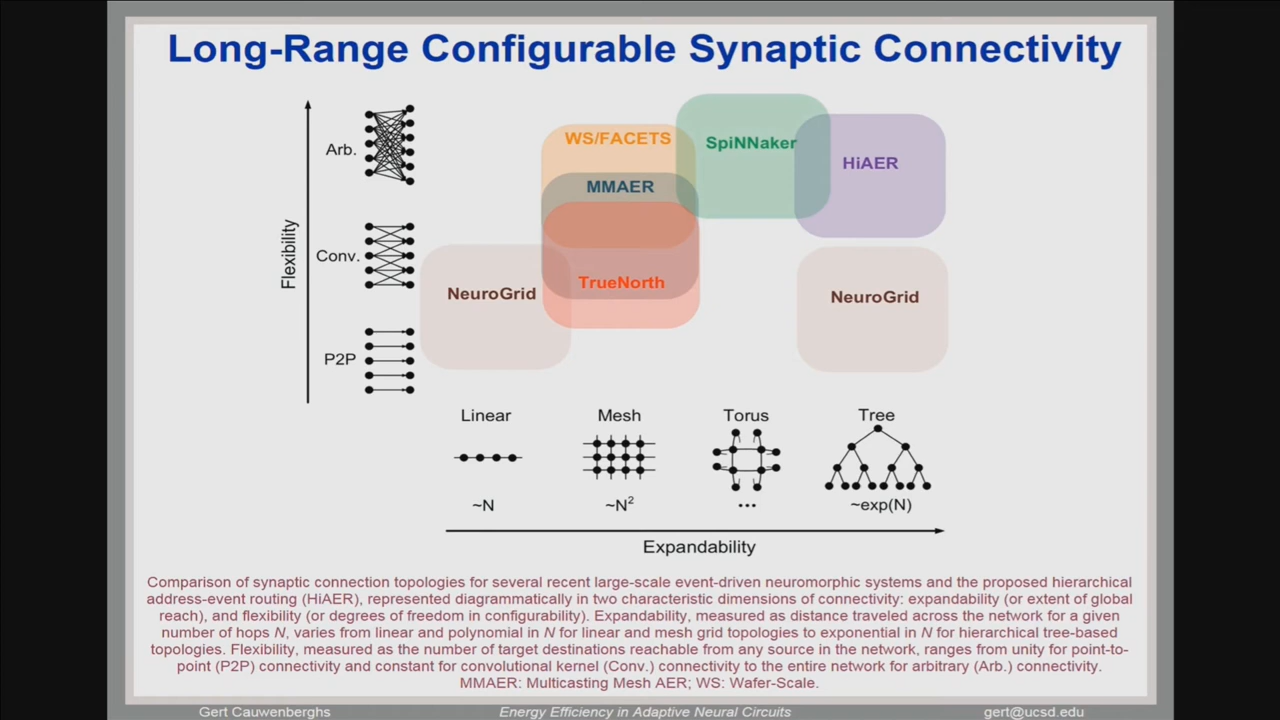 Long-Range Configurable Synaptic Connectivity
Flexibility
Arb.
Conv.
P2P
WS/FACETS
MMAER
TrueNorth
SpiNNaker
HiAER
NeuroGrid
NeuroGrid
Linear
Mesh
Torus
Tree
~N
~N²
...
~exp(N)
Expandability
Comparison of synaptic connection topologies for several recent large-scale event-driven neuromorphic systems and the proposed hierarchical
address-event routing (HiAER), represented diagrammatically in two characteristic dimensions of connectivity: expandability (or extent of global
reach), and flexibility (or degrees of freedom in configurability). Expandability, measured as distance traveled across the network for a given
number of hops N, varies from linear and polynomial in N for linear and mesh grid topologies to exponential in N for hierarchical tree-based
topologies. Flexibility, measured as the number of target destinations reachable from any source in the network, ranges from unity for point-to-
point (P2P) connectivity and constant for convolutional kernel (Conv.) connectivity to the entire network for arbitrary (Arb.) connectivity.
MMAER: Multicasting Mesh AER; WS: Wafer-Scale.
Gert Cauwenberghs
Energy Efficiency in Adaptive Neural Circuits
gert@ucsd.edu